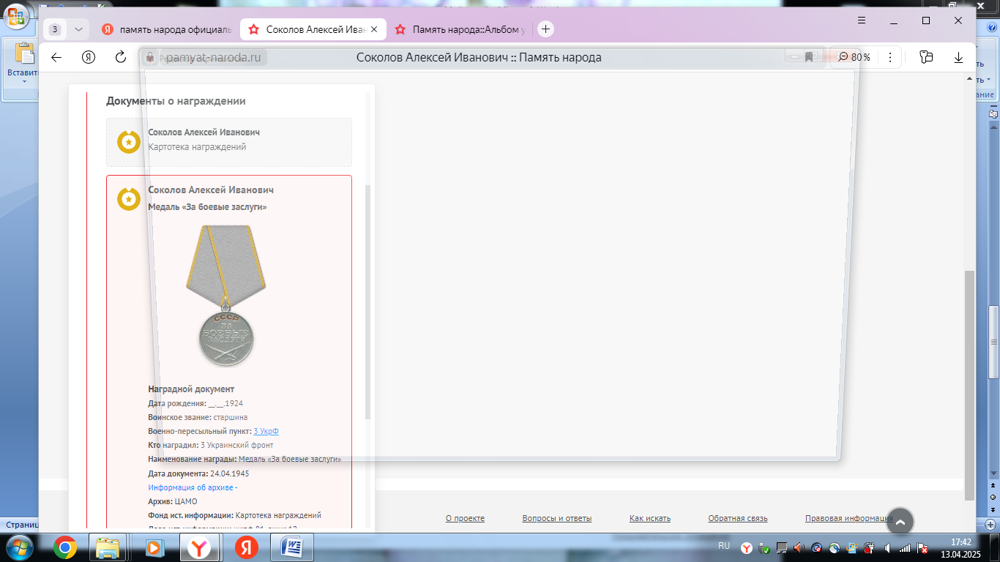 3
память народа официаль
Соколов Алексей Иван
Память народа::Альбом у
pamyat-naroda.ru
Соколов Алексей Иванович :: Память народа
80 %
Вставить
Документы о награждении
Соколов Алексей Иванович
Картотека награждений
Соколов Алексей Иванович
Медаль «За боевые заслуги»
СССР
ЗА
БОЕВЫЕ
ЗАСЛУГИ
Наградной документ
Дата рождения: __.__.1924
Воинское звание: старшина
Военно-пересыльный пункт: 3 УкрФ
Кто наградил: 3 Украинский фронт
Наименование награды: Медаль «За боевые заслуги»
Дата документа: 24.04.1945
Информация об архиве -
Архив: ЦАМО
Фонд ист. информации: Картотека награждений
О проекте
Вопросы и ответы
Как искать
Обратная связь
Правовая информация
Страниц
RU
17:42
13.04.2025